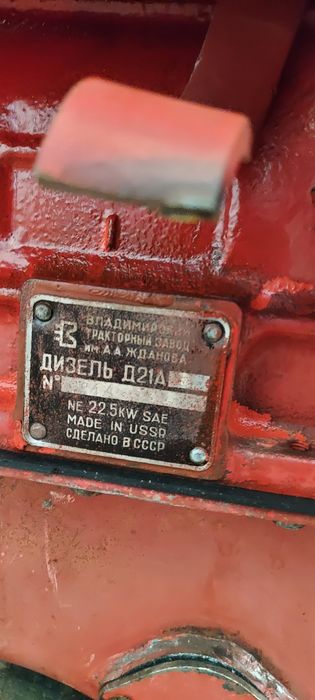 ВЛАДИМИРСКИЙ
ТРАКТОРНЫЙ ЗАВОД
ИМ. А.А. ЖДАНОВА
ДИЗЕЛЬ Д21А
№
NE 22.5KW SAE
MADE IN USSR
СДЕЛАНО В СССР